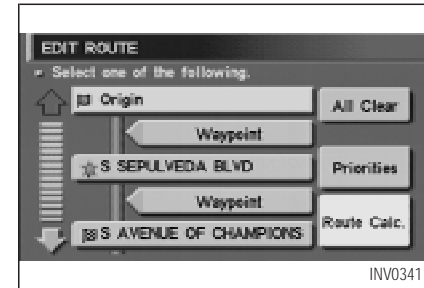 EDIT ROUTE
Select one of the following.
Origin
All Clear
Waypoint
S SEPULVEDA BLVD
Priorities
Waypoint
S AVENUE OF CHAMPIONS
Route Calc.
INV0341